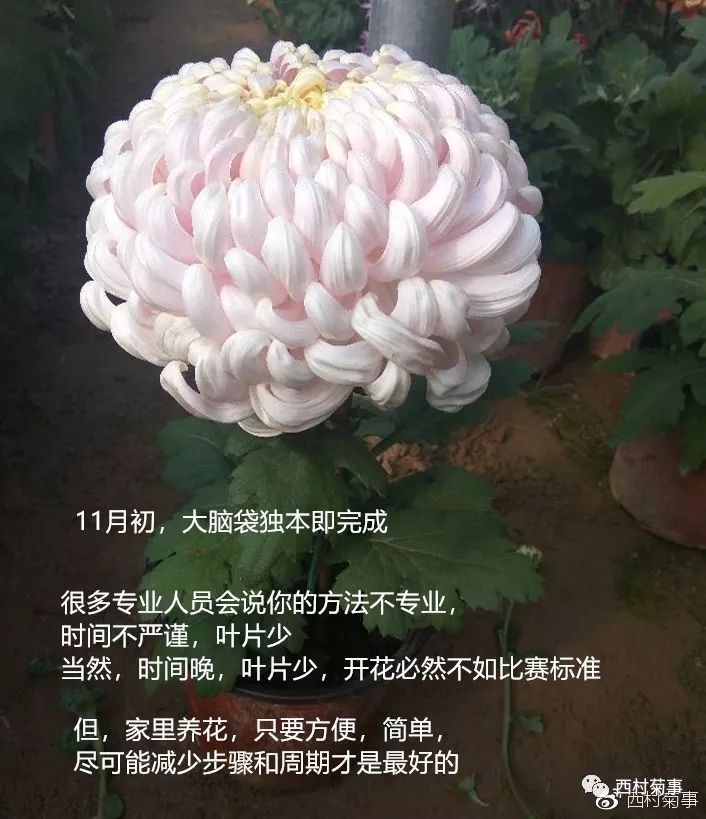 11月初，大脑袋独本即完成
很多专业人员会说你的方法不专业，
时间不严谨，叶片少
当然，时间晚，叶片少，开花必然不如比赛标准
但，家里养花，只要方便，简单，
尽可能减少步骤和周期才是最好的
西村菊事
西村菊事